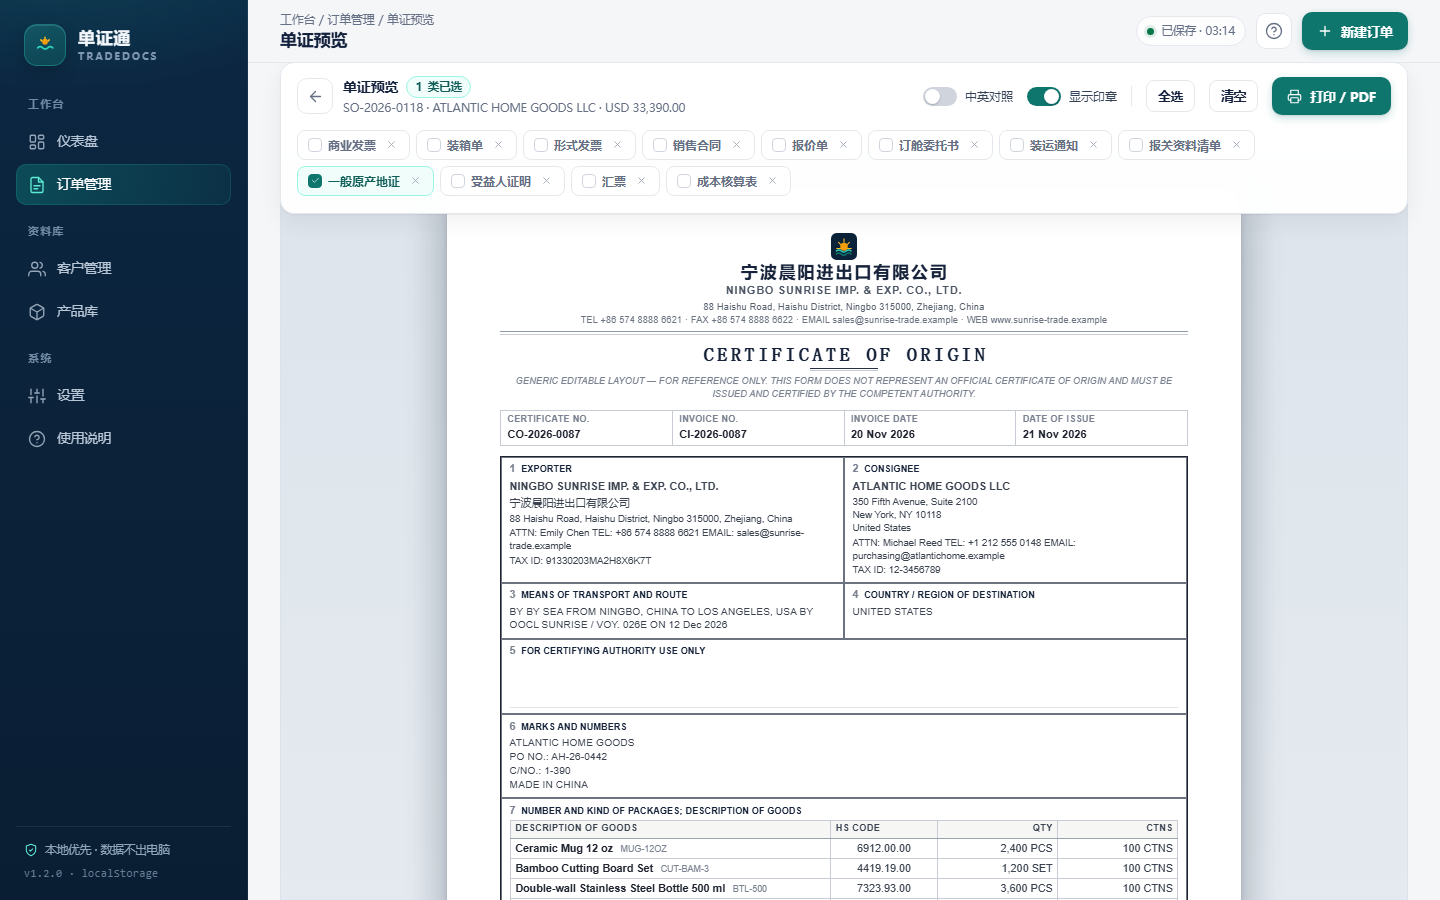 单证通
TRADEDOCS
工作台
仪表盘
订单管理
资料库
客户管理
产品库
系统
设置
使用说明
本地优先 · 数据不出电脑
v1.2.0 · localStorage
工作台 / 订单管理 / 单证预览
单证预览
已保存 · 03:14
新建订单
单证预览
1 类已选
SO-2026-0118 · ATLANTIC HOME GOODS LLC · USD 33,390.00
中英对照
显示印章
全选
清空
打印 / PDF
商业发票
装箱单
形式发票
销售合同
报价单
订舱委托书
装运通知
报关资料清单
一般原产地证
受益人证明
汇票
成本核算表
宁波晨阳进出口有限公司
NINGBO SUNRISE IMP. & EXP. CO., LTD.
88 Haishu Road, Haishu District, Ningbo 315000, Zhejiang, China
TEL +86 574 8888 6621 · FAX +86 574 8888 6622 · EMAIL sales@sunrise-trade.example · WEB www.sunrise-trade.example
CERTIFICATE OF ORIGIN
GENERIC EDITABLE LAYOUT — FOR REFERENCE ONLY. THIS FORM DOES NOT REPRESENT AN OFFICIAL CERTIFICATE OF ORIGIN AND MUST BE
ISSUED AND CERTIFIED BY THE COMPETENT AUTHORITY.
CERTIFICATE NO. INVOICE NO. INVOICE DATE DATE OF ISSUE
CO-2026-0087 CI-2026-0087 20 Nov 2026 21 Nov 2026
1 EXPORTER
NINGBO SUNRISE IMP. & EXP. CO., LTD.
宁波晨阳进出口有限公司
88 Haishu Road, Haishu District, Ningbo 315000, Zhejiang, China
ATTN: Emily Chen TEL: +86 574 8888 6621 EMAIL: sales@sunrise-
trade.example
TAX ID: 91330203MA2H8X6K7T
2 CONSIGNEE
ATLANTIC HOME GOODS LLC
350 Fifth Avenue, Suite 2100
New York, NY 10118
United States
ATTN: Michael Reed TEL: +1 212 555 0148 EMAIL:
purchasing@atlantichome.example
TAX ID: 12-3456789
3 MEANS OF TRANSPORT AND ROUTE
BY BY SEA FROM NINGBO, CHINA TO LOS ANGELES, USA BY
OOCL SUNRISE / VOY. 026E ON 12 Dec 2026
4 COUNTRY / REGION OF DESTINATION
UNITED STATES
5 FOR CERTIFYING AUTHORITY USE ONLY
6 MARKS AND NUMBERS
ATLANTIC HOME GOODS
PO NO.: AH-26-0442
C/NO.: 1-390
MADE IN CHINA
7 NUMBER AND KIND OF PACKAGES; DESCRIPTION OF GOODS
DESCRIPTION OF GOODS HS CODE QTY CTNS
Ceramic Mug 12 oz MUG-12OZ 6912.00.00 2,400 PCS 100 CTNS
Bamboo Cutting Board Set CUT-BAM-3 4419.19.00 1,200 SET 100 CTNS
Double-wall Stainless Steel Bottle 500 ml BTL-500 7323.93.00 3,600 PCS 100 CTNS